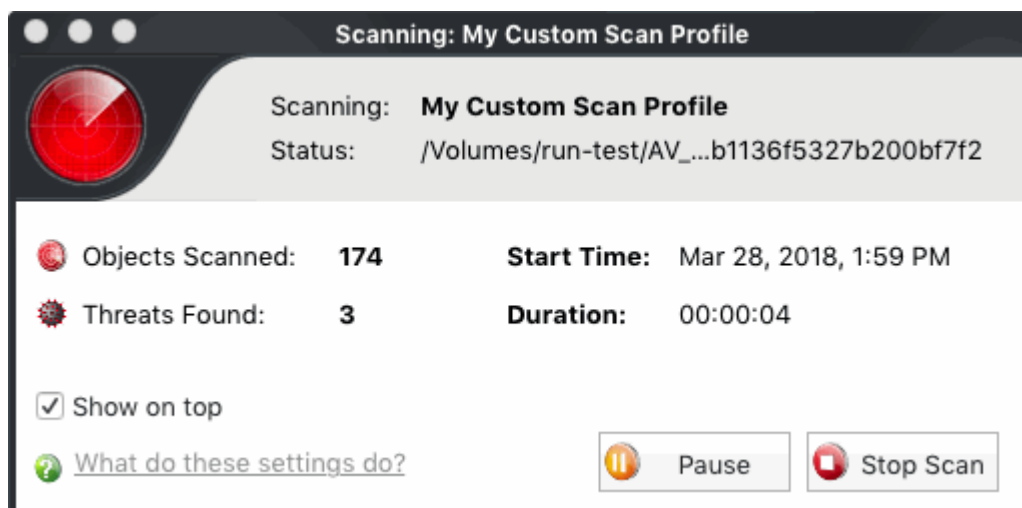 Scanning: My Custom Scan Profile
Scanning: My Custom Scan Profile
Status: /Volumes/run-test/AV_...b1136f5327b200bf7f2
Objects Scanned: 174 Start Time: Mar 28, 2018, 1:59 PM
Threats Found: 3 Duration: 00:00:04
Show on top
What do these settings do?
Pause Stop Scan